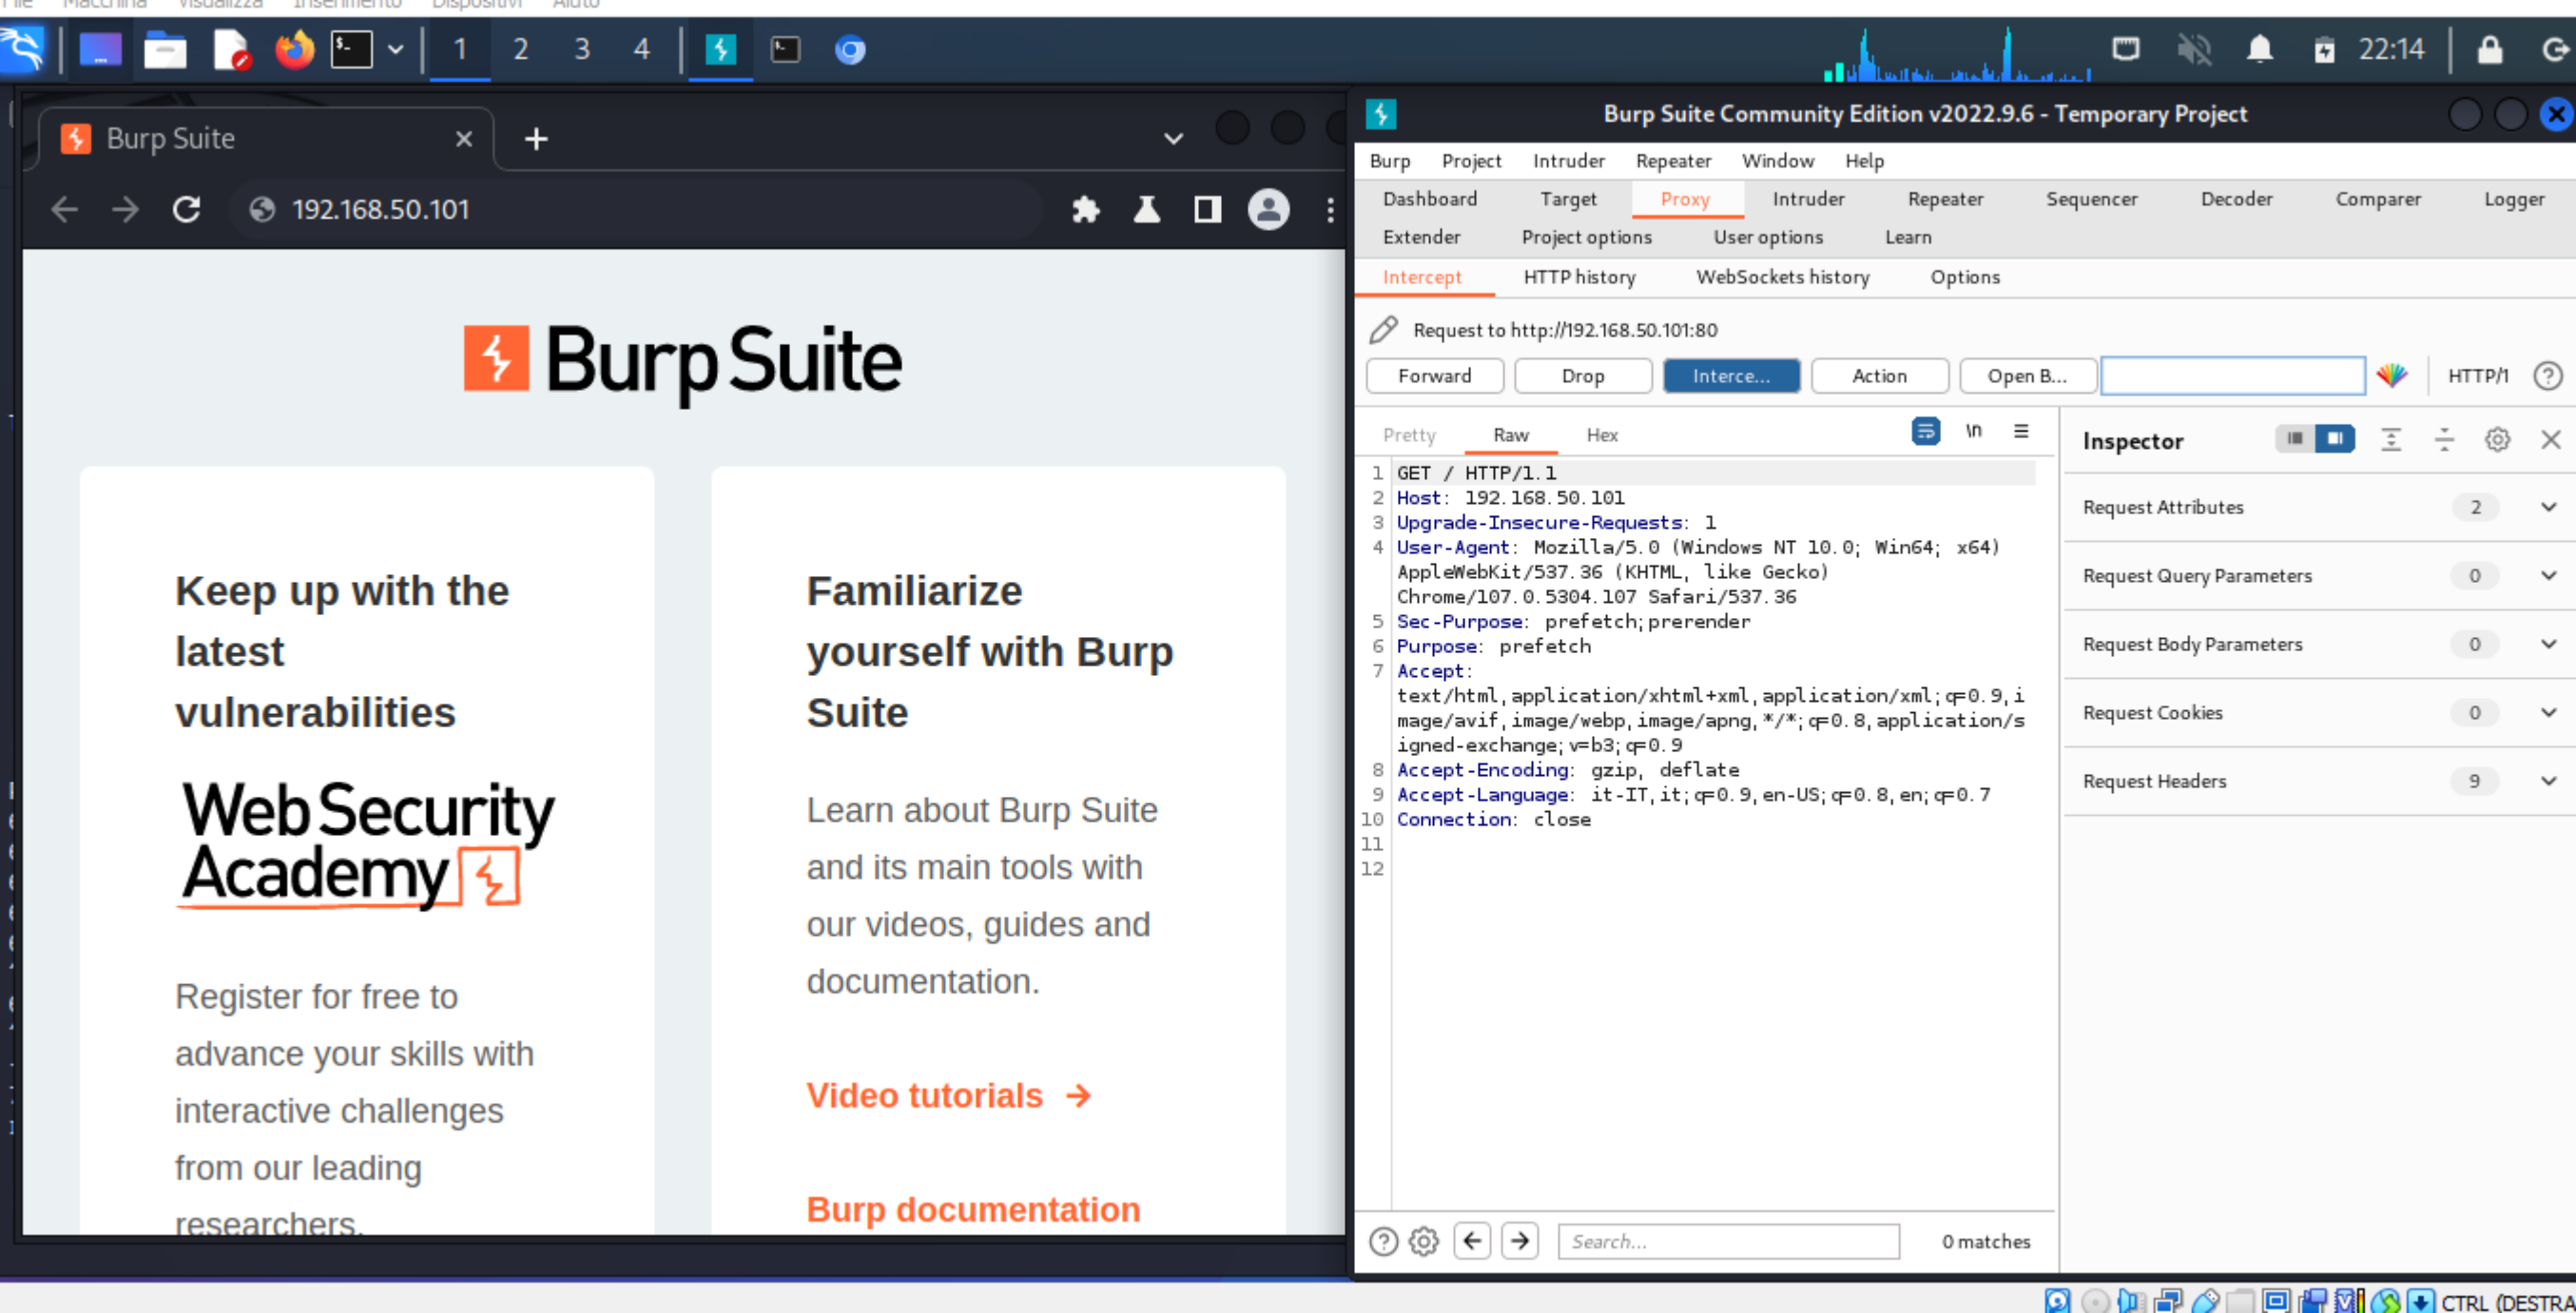 File Macchina Visualizza Inserimento Dispositivi Aiuto
1 2 3 4 22:14
Burp Suite
192.168.50.101
Burp Suite
Keep up with the
latest
vulnerabilities
Web Security
Academy
Register for free to
advance your skills with
interactive challenges
from our leading
researchers.
Familiarize
yourself with Burp
Suite
Learn about Burp Suite
and its main tools with
our videos, guides and
documentation.
Video tutorials →
Burp documentation
Burp Suite Community Edition v2022.9.6 - Temporary Project
Burp Project Intruder Repeater Window Help
Dashboard Target Proxy Intruder Repeater Sequencer Decoder Comparer Logger
Extender Project options User options Learn
Intercept HTTP history WebSockets history Options
Request to http://192.168.50.101:80
Forward Drop Interce... Action Open B... HTTP/1 ?
Pretty Raw Hex \n
1 GET / HTTP/1.1
2 Host: 192.168.50.101
3 Upgrade-Insecure-Requests: 1
4 User-Agent: Mozilla/5.0 (Windows NT 10.0; Win64; x64)
AppleWebKit/537.36 (KHTML, like Gecko)
Chrome/107.0.5304.107 Safari/537.36
5 Sec-Purpose: prefetch;prerender
6 Purpose: prefetch
7 Accept:
text/html,application/xhtml+xml,application/xml;q=0.9,i
mage/avif,image/webp,image/apng,*/*;q=0.8,application/s
igned-exchange;v=b3;q=0.9
8 Accept-Encoding: gzip, deflate
9 Accept-Language: it-IT,it;q=0.9,en-US;q=0.8,en;q=0.7
10 Connection: close
11
12
Inspector
Request Attributes 2
Request Query Parameters 0
Request Body Parameters 0
Request Cookies 0
Request Headers 9
? Search... 0 matches
CTRL (DESTRA